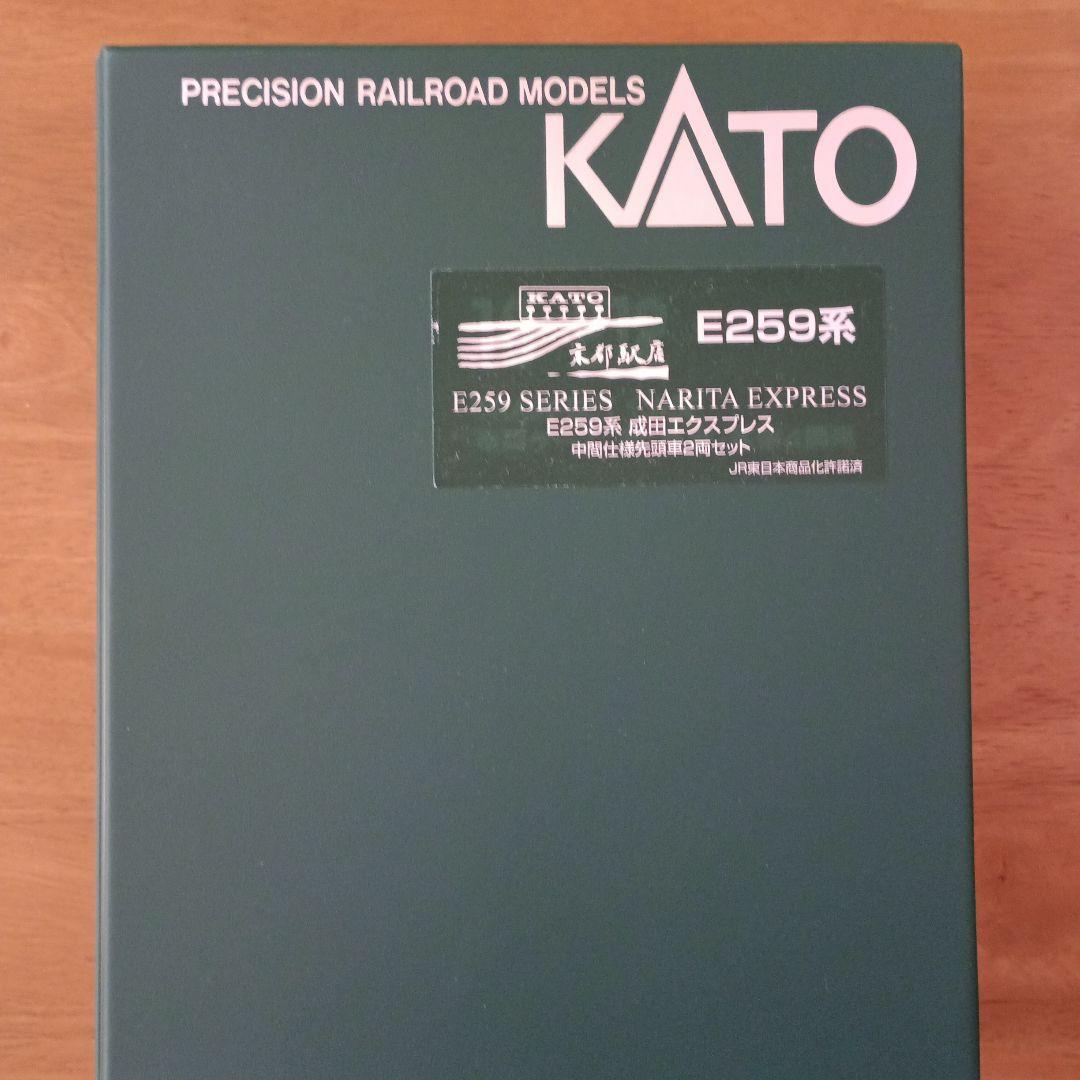 PRECISION RAILROAD MODELS
KATO
KATO
京都駅店
E259系
E259 SERIES NARITA EXPRESS
E259系 成田エクスプレス
中間仕様先頭車2両セット
JR東日本商品化許諾済